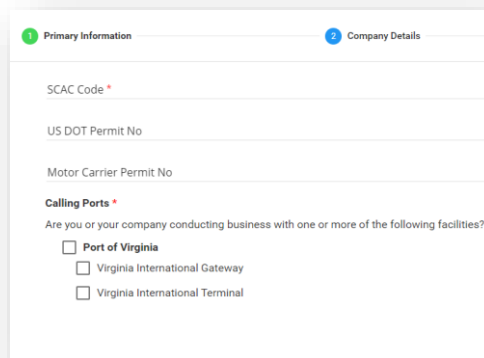 1 Primary Information 2 Company Details
SCAC Code *
US DOT Permit No
Motor Carrier Permit No
Calling Ports *
Are you or your company conducting business with one or more of the following facilities?
Port of Virginia
Virginia International Gateway
Virginia International Terminal